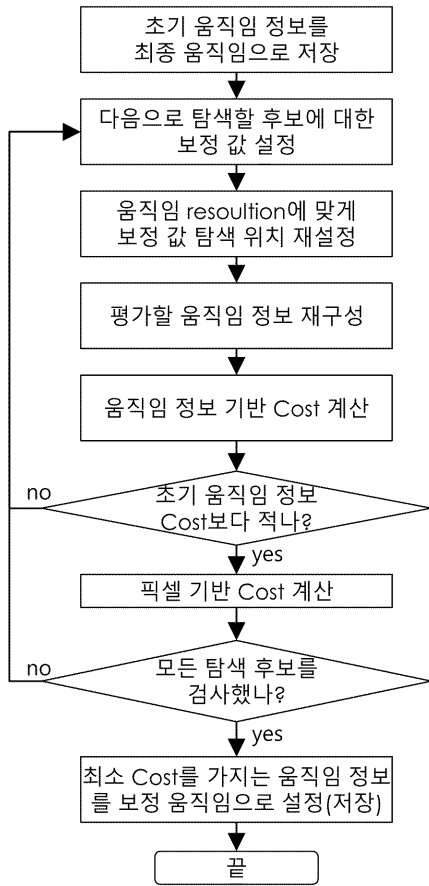 초기 움직임 정보를
최종 움직임으로 저장
다음으로 탐색할 후보에 대한
보정 값 설정
움직임 resoultion에 맞게
보정 값 탐색 위치 재설정
평가할 움직임 정보 재구성
움직임 정보 기반 Cost 계산
초기 움직임 정보
Cost보다 적나?
no
yes
픽셀 기반 Cost 계산
모든 탐색 후보를
검사했나?
no
yes
최소 Cost를 가지는 움직임 정보
를 보정 움직임으로 설정(저장)
끝